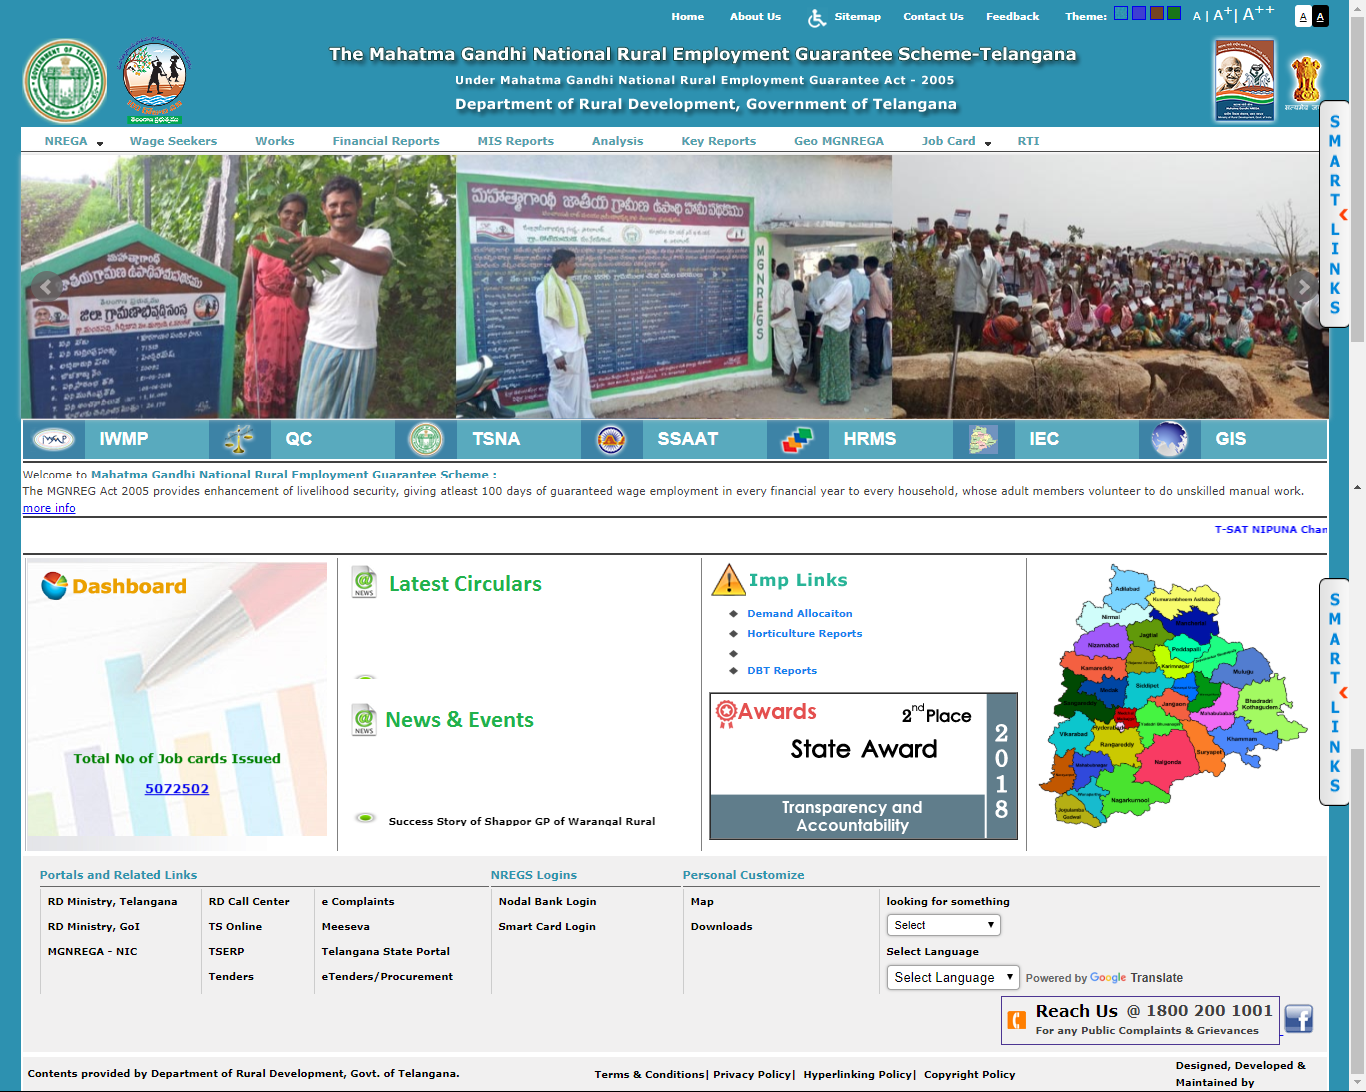 Home About Us Sitemap Contact Us Feedback Theme: A | A+ | A++ A A
The Mahatma Gandhi National Rural Employment Guarantee Scheme-Telangana
Under Mahatma Gandhi National Rural Employment Guarantee Act - 2005
Department of Rural Development, Government of Telangana
NREGA Wage Seekers Works Financial Reports MIS Reports Analysis Key Reports Geo MGNREGA Job Card RTI
SMART LINKS
మహాత్మాగాంధీ జాతీయ గ్రామీణ ఉపాధి హామీ పథకము
MGNREGS
IWMP QC TSNA SSAAT HRMS IEC GIS
Welcome to Mahatma Gandhi National Rural Employment Guarantee Scheme :
The MGNREG Act 2005 provides enhancement of livelihood security, giving atleast 100 days of guaranteed wage employment in every financial year to every household, whose adult members volunteer to do unskilled manual work.
more info
T-SAT NIPUNA Chan
Dashboard
Total No of Job cards Issued
5072502
Latest Circulars
News & Events
Success Story of Shappor GP of Warangal Rural
Imp Links
Demand Allocaiton
Horticulture Reports
DBT Reports
Awards 2nd Place
State Award
Transparency and
Accountability
2018
Adilabad
Kumurambheem Asifabad
Nirmal
Jagtial
Nizamabad
Peddapalli
Kamareddy
Karimnagar
Mulugu
Siddipet
Medak
Jangaon
Mahabubabad
Bhadradri
Kothagudem
Hyderabad
Vikarabad
Rangareddy
Khammam
Suryapet
Nalgonda
Nagarkurnool
Jogulamba
Gadwal
SMART LINKS
Portals and Related Links NREGS Logins Personal Customize
RD Ministry, Telangana RD Call Center e Complaints Nodal Bank Login Map looking for something
Select
RD Ministry, GoI TS Online Meeseva Smart Card Login Downloads
MGNREGA - NIC TSERP Telangana State Portal Select Language
Tenders eTenders/Procurement Select Language Powered by Google Translate
Reach Us @ 1800 200 1001
For any Public Complaints & Grievances
Contents provided by Department of Rural Development, Govt. of Telangana. Terms & Conditions| Privacy Policy| Hyperlinking Policy| Copyright Policy
Designed, Developed &
Maintained by